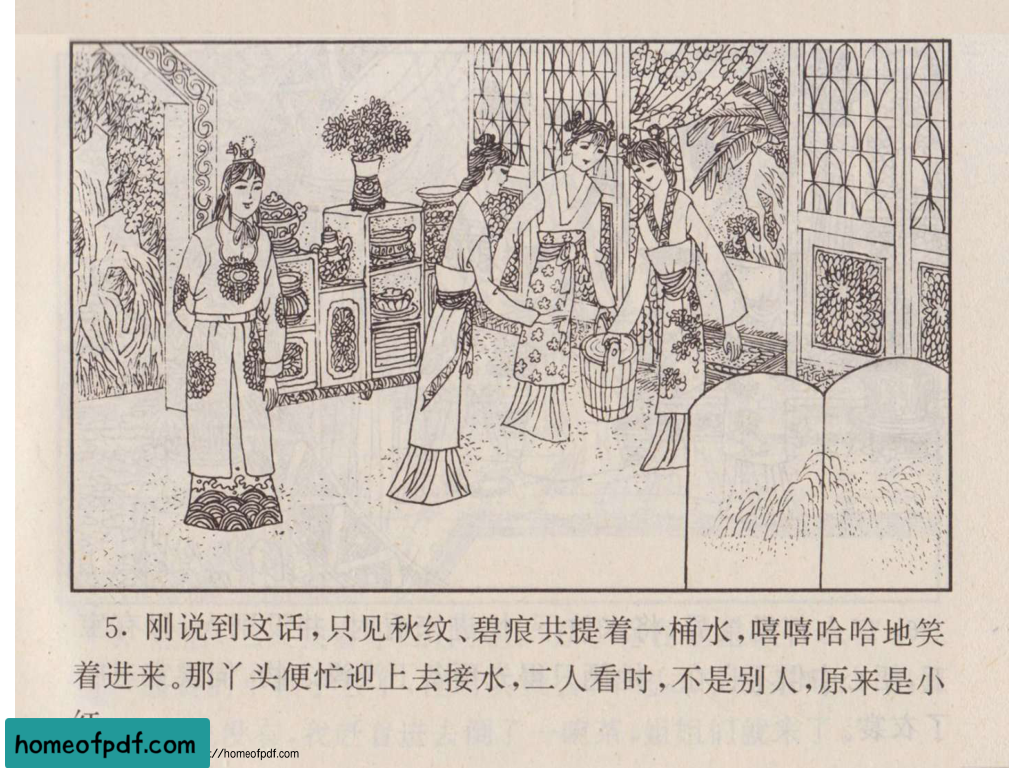 5. 刚说到这话，只见秋纹、碧痕共提着一桶水，嘻嘻哈哈地笑
着进来。那丫头便忙迎上去接水，二人看时，不是别人，原来是小
homeofpdf.com
//homeofpdf.com